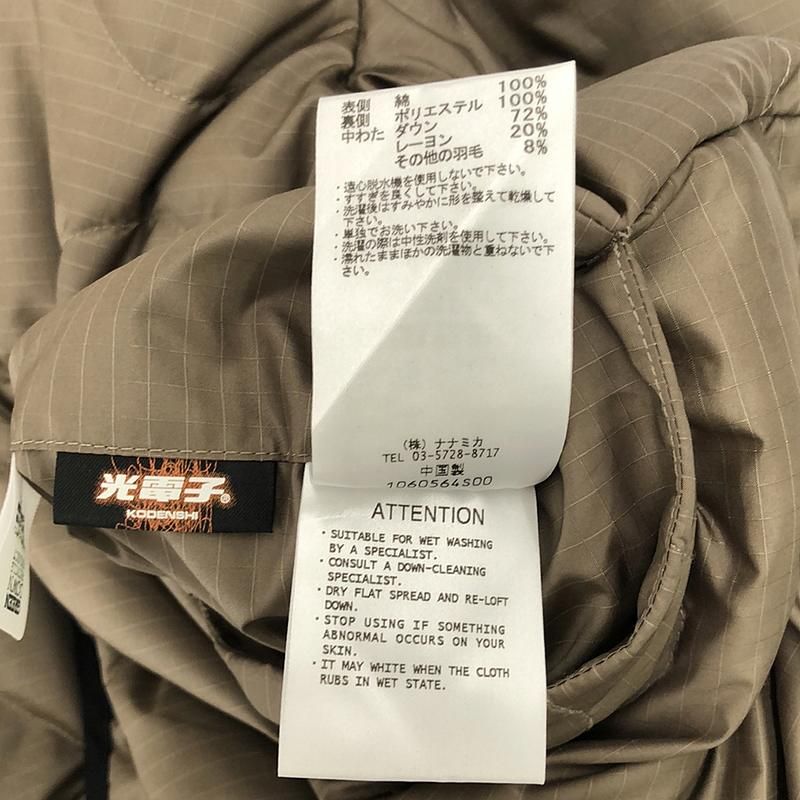 表側 綿 100%
裏側 ポリエステル 100%
中わた ダウン 72%
レーヨン 20%
その他の羽毛 8%
・遠心脱水機を使用しないで下さい。
・すすぎを良くして下さい。
・洗濯後はすみやかに形を整えて乾燥して
下さい。
・単独でお洗い下さい。
・洗濯の際は中性洗剤を使用して下さい。
・濡れたままほかの洗濯物と重ねないで下
さい。
(株) ナナミカ
TEL 03-5728-8717
中国製
1060564S00
光電子®
KODENSHI
ATTENTION
・SUITABLE FOR WET WASHING
BY A SPECIALIST.
・CONSULT A DOWN-CLEANING
SPECIALIST.
・DRY FLAT SPREAD AND RE-LOFT
DOWN.
・STOP USING IF SOMETHING
ABNORMAL OCCURS ON YOUR
SKIN.
・IT MAY WHITE WHEN THE CLOTH
RUBS IN WET STATE.